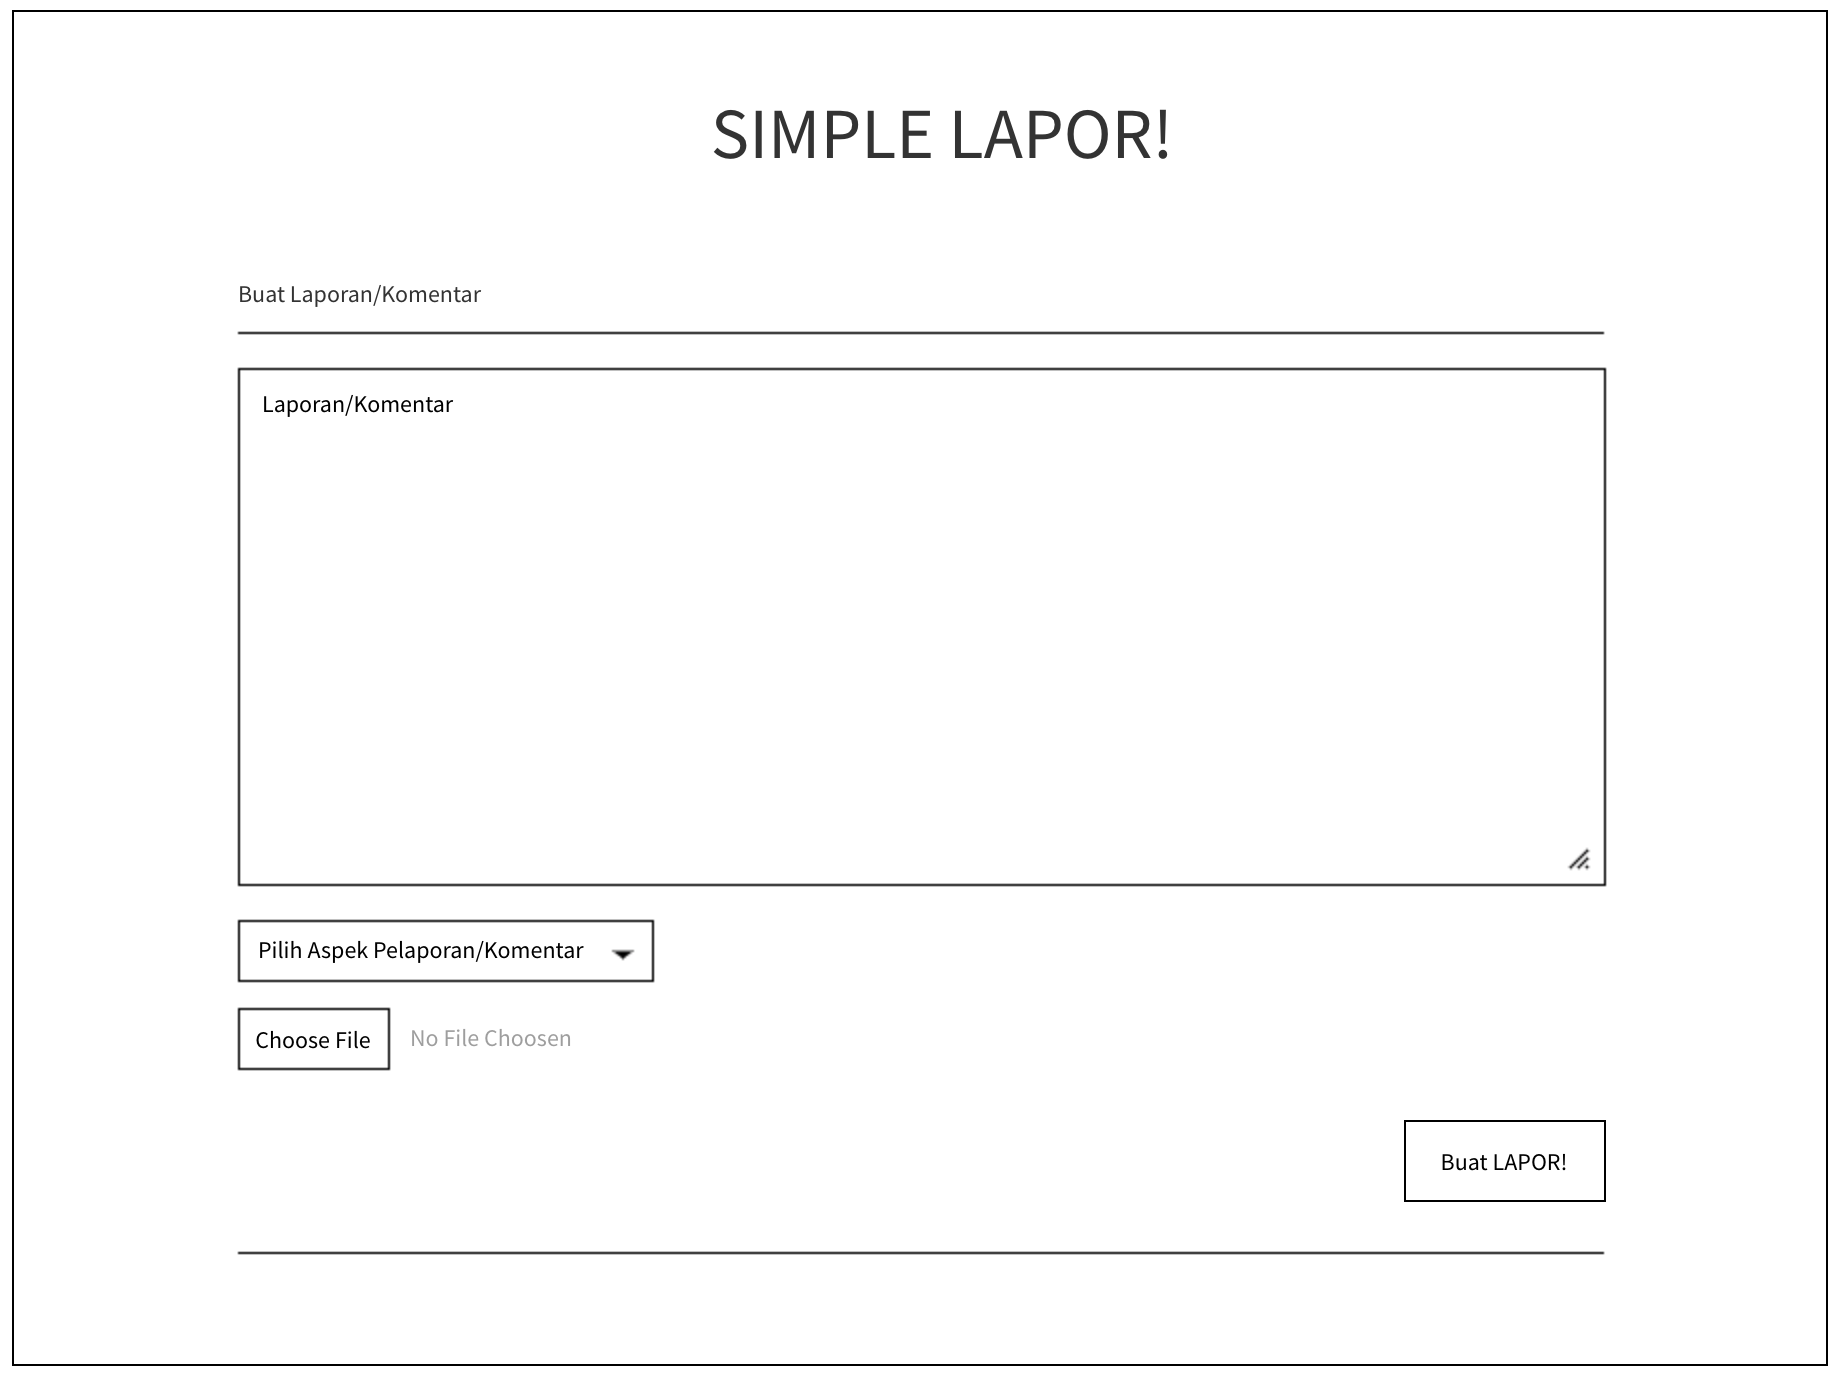 SIMPLE LAPOR!
Buat Laporan/Komentar
Laporan/Komentar
Pilih Aspek Pelaporan/Komentar
Choose File No File Choosen
Buat LAPOR!